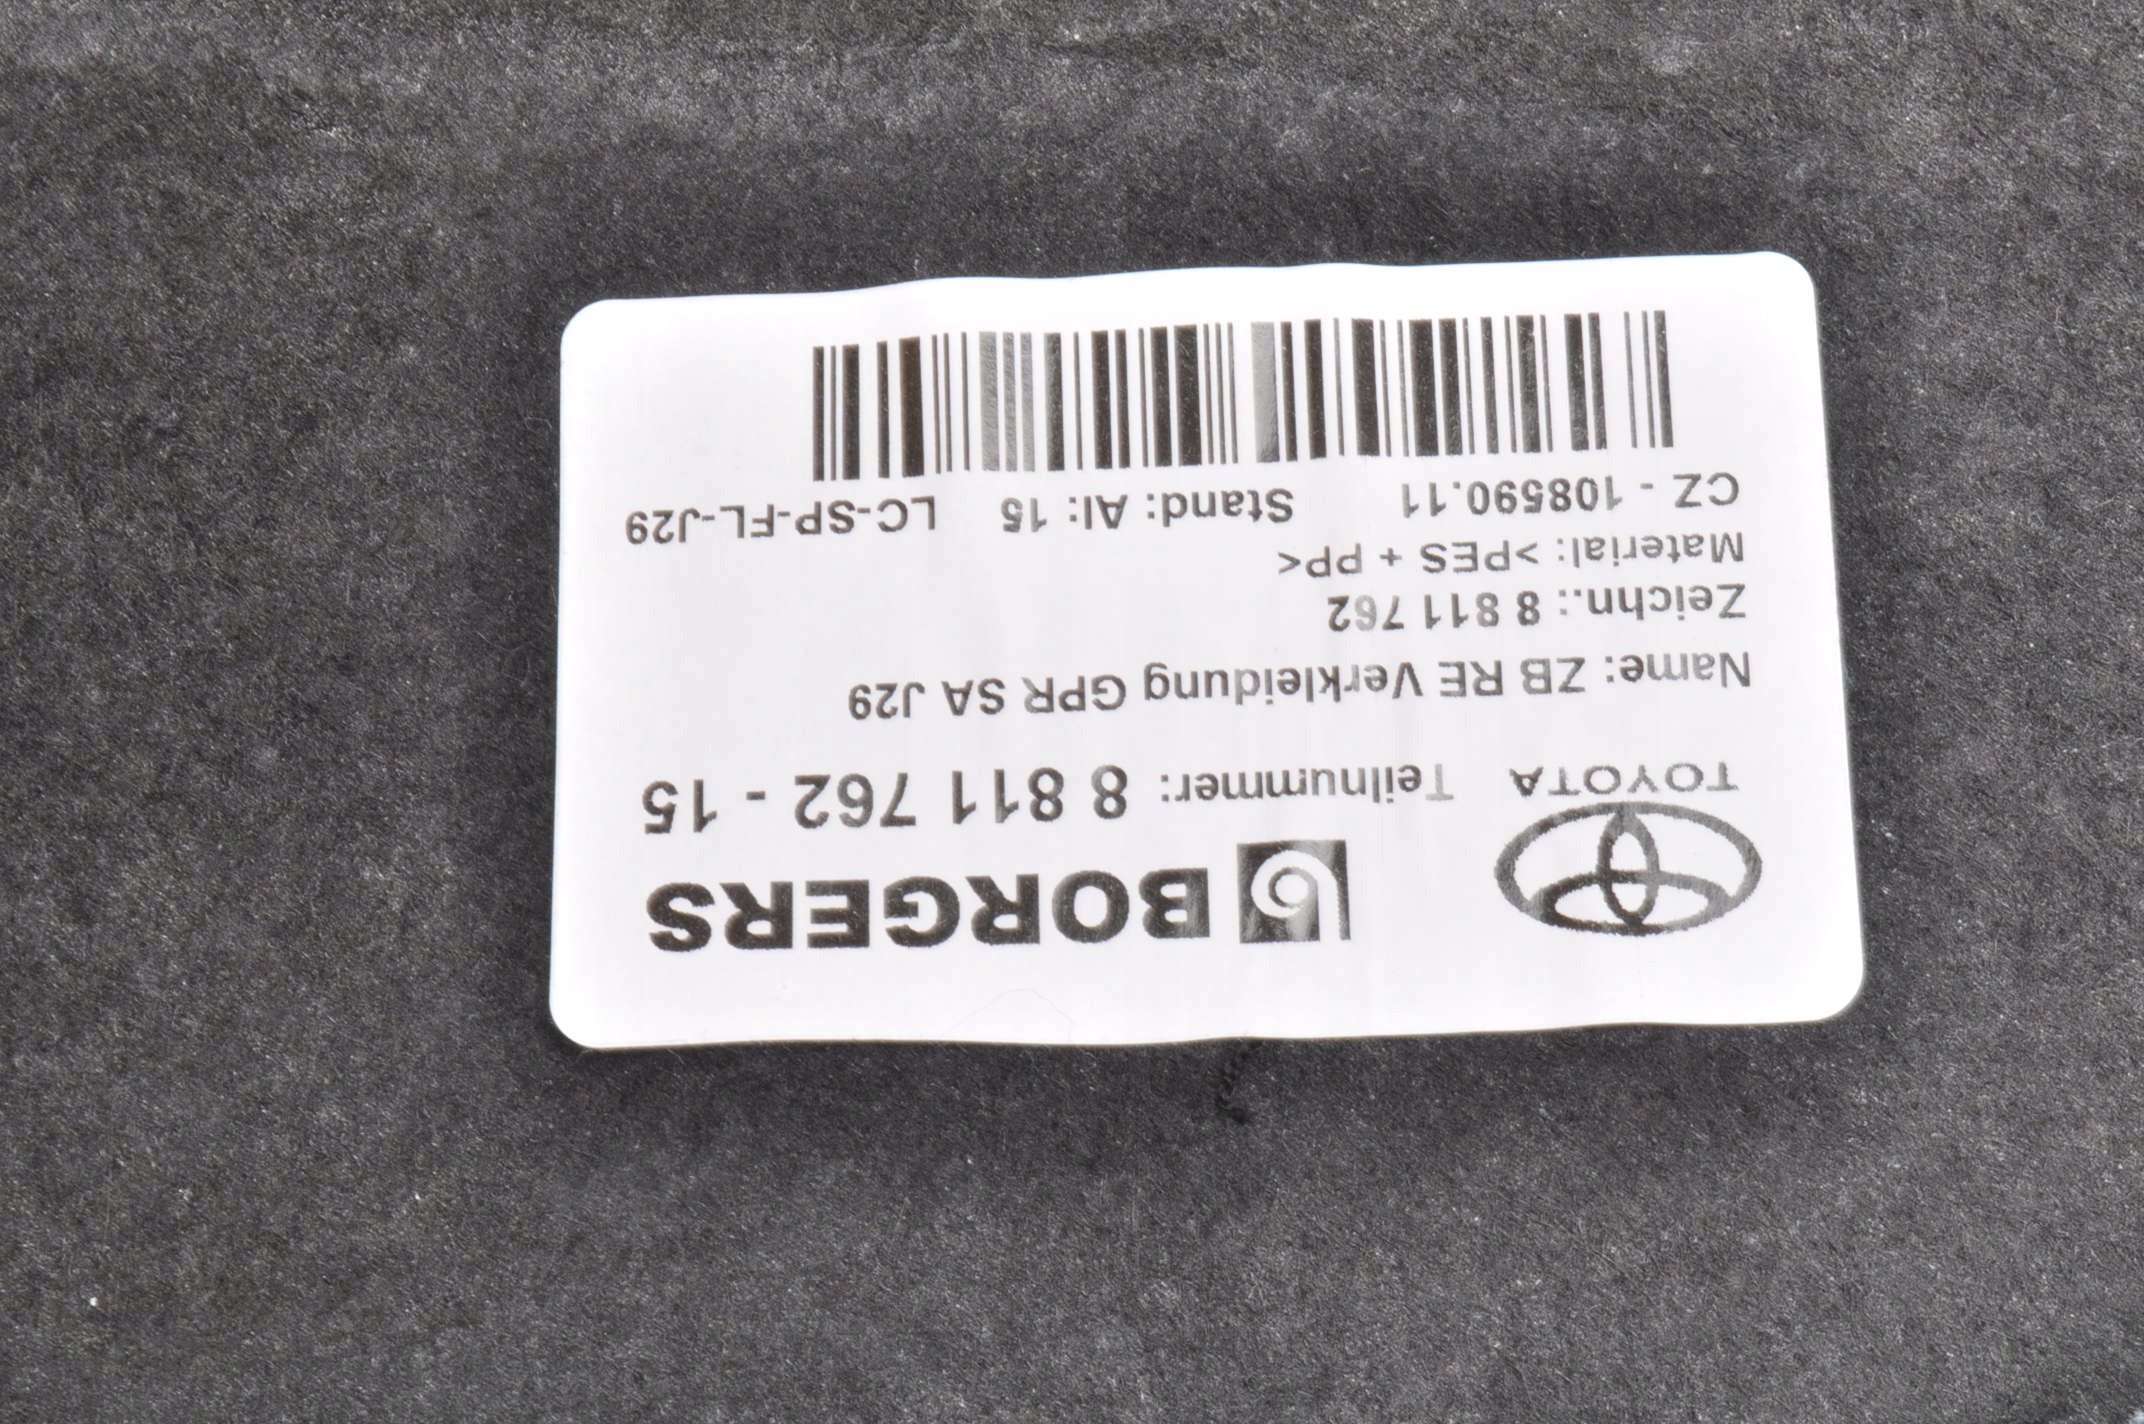 BORGERS
TOYOTA Teilnummer: 8 811 762 - 15
Name: ZB RE Verkleidung GPR SA J29
Zeichn.: 8 811 762
Material: >PES + PP<
CZ - 108590.11 Stand: AI: 15 LC-SP-FL-J29